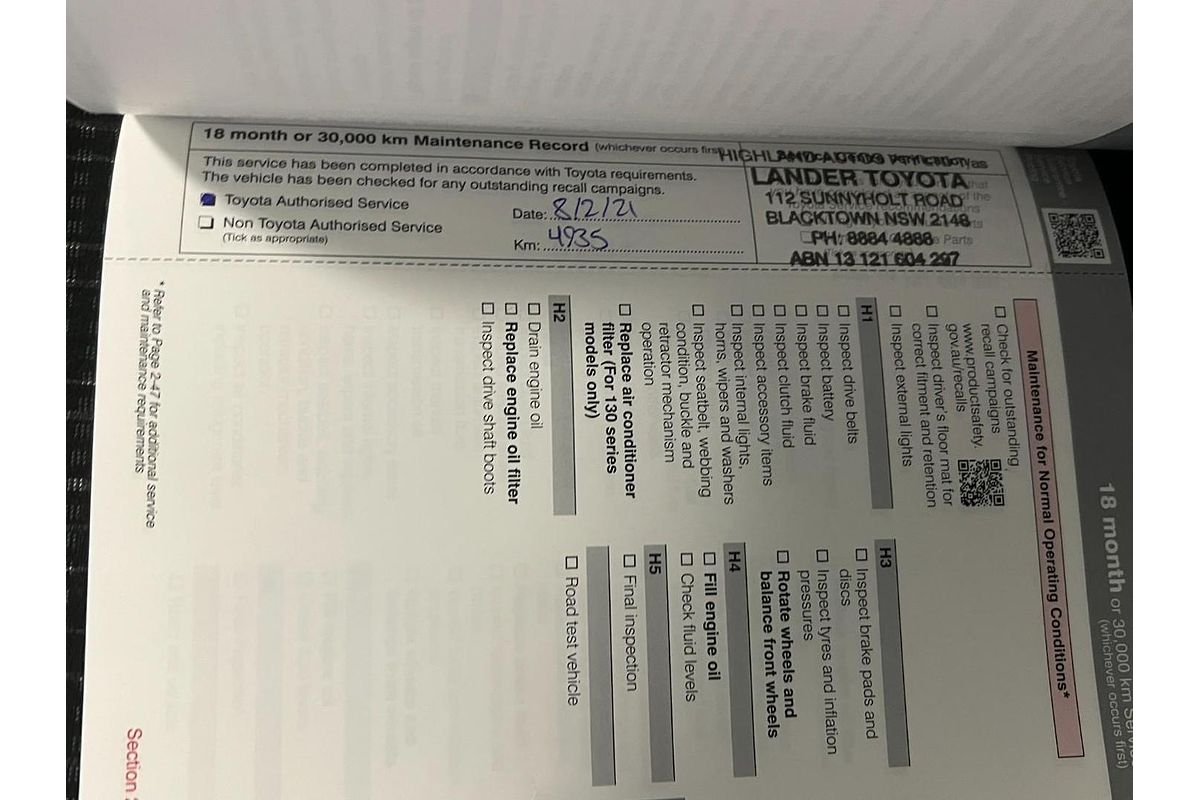 18 month or 30,000 km Maintenance Record (whichever occurs first)
This service has been completed in accordance with Toyota requirements.
The vehicle has been checked for any outstanding recall campaigns.
Toyota Authorised Service
Non Toyota Authorised Service
(Tick as appropriate)
Date: 8/2/21
Km: 4935
LANDER TOYOTA
112 SUNNYHOLT ROAD
BLACKTOWN NSW 2148
PH: 8884 4888
ABN 13 121 604 297
Parts
18 month or 30,000 km
(whichever occurs first)
Maintenance for Normal Operating Conditions*
Check for outstanding
recall campaigns
www.productsafety.
gov.au/recalls
Inspect driver's floor mat for
correct fitment and retention
Inspect external lights
H1
Inspect drive belts
Inspect battery
Inspect brake fluid
Inspect clutch fluid
Inspect accessory items
Inspect internal lights,
horns, wipers and washers
Inspect seatbelt, webbing
condition, buckle and
retractor mechanism
operation
Replace air conditioner
filter (For 130 series
models only)
H2
Drain engine oil
Replace engine oil filter
Inspect drive shaft boots
H3
Inspect brake pads and
discs
Inspect tyres and inflation
pressures
Rotate wheels and
balance front wheels
H4
Fill engine oil
Check fluid levels
H5
Final inspection
Road test vehicle
* Refer to Page 2-47 for additional service
and maintenance requirements
Section